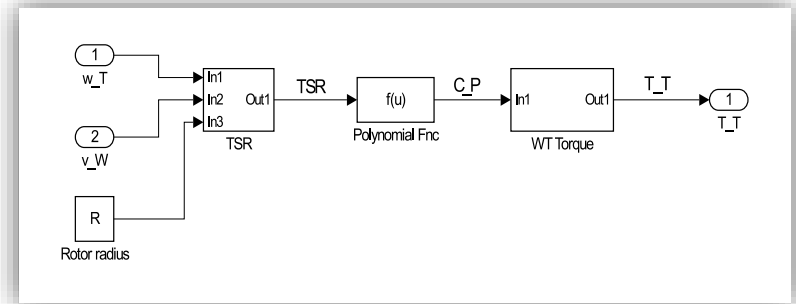 1
w_T
2
v_W
R
Rotor radius
In1
In2
In3
Out1
TSR
TSR
f(u)
Polynomial Fnc
C_P
In1
Out1
WT Torque
T_T
1
T_T